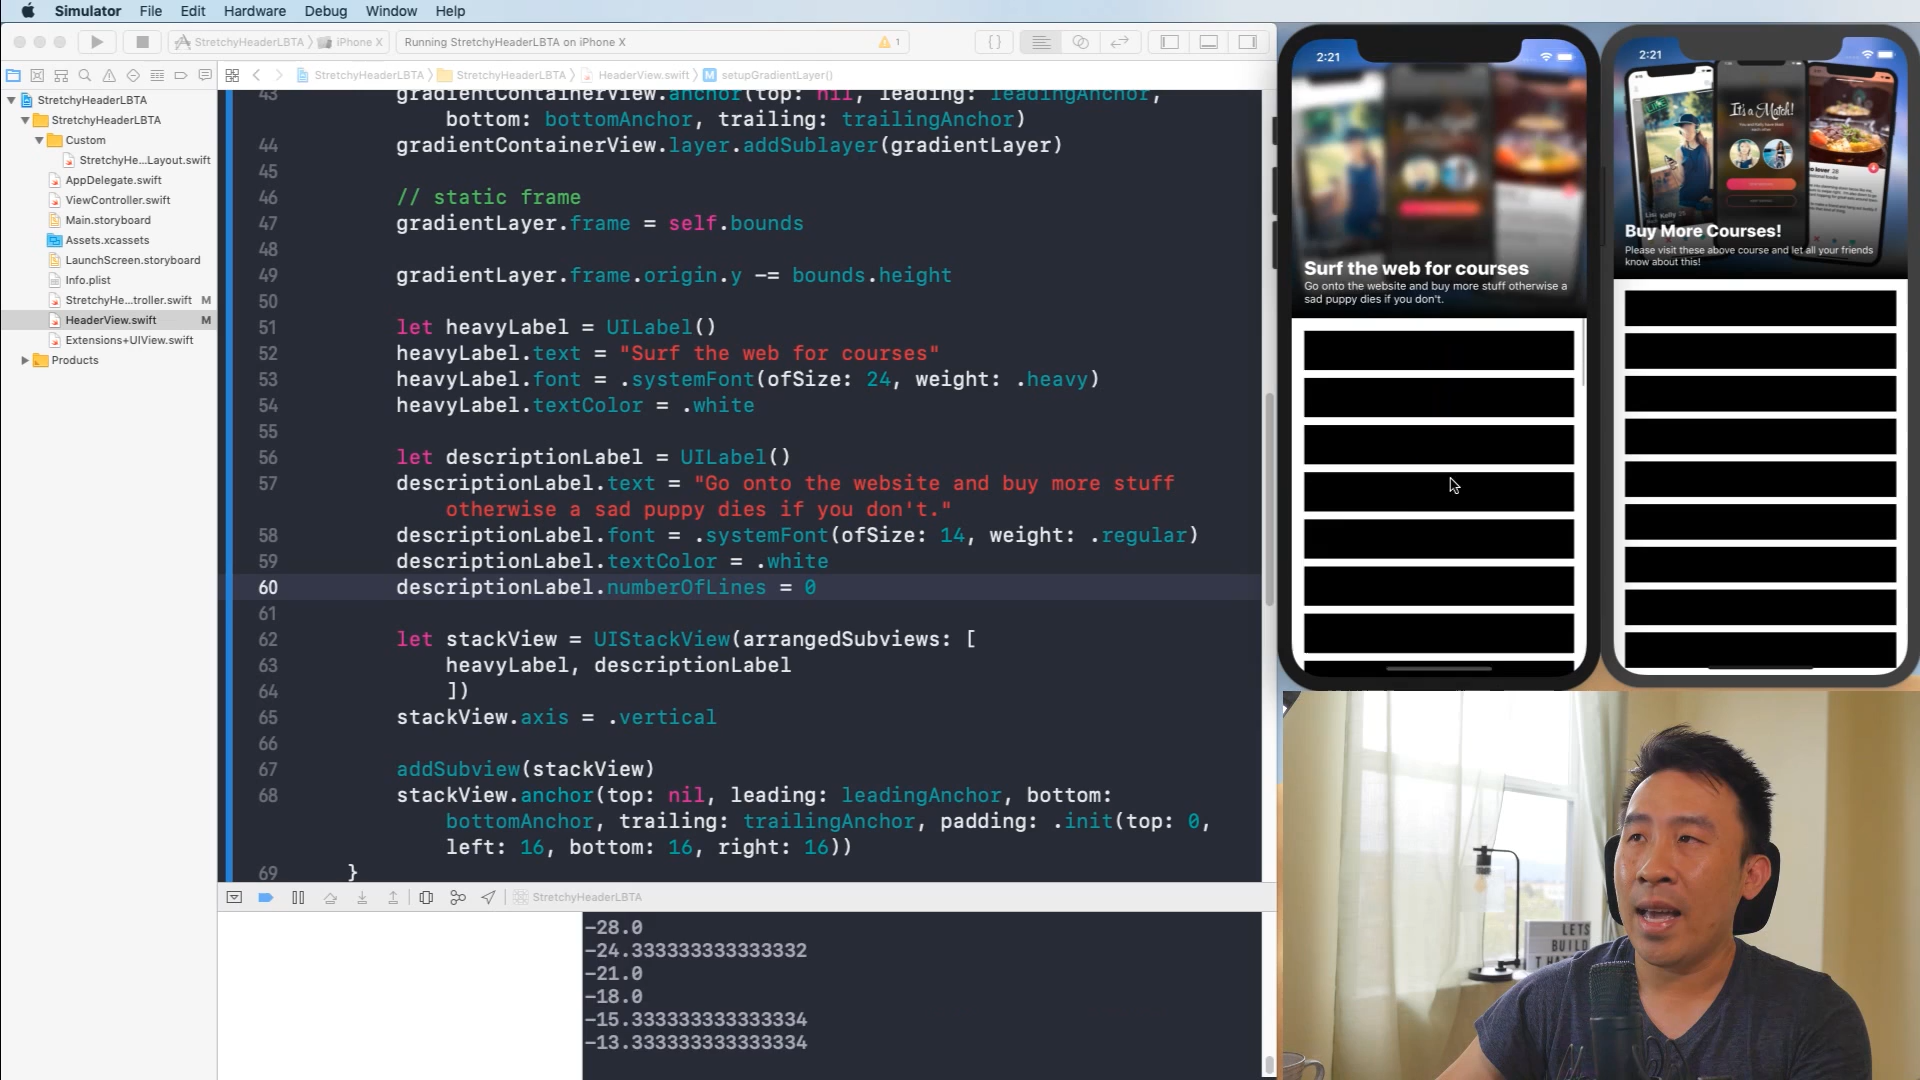 Simulator File Edit Hardware Debug Window Help
StretchyHeaderLBTA iPhone X Running StretchyHeaderLBTA on iPhone X 1
StretchyHeaderLBTA StretchyHeaderLBTA HeaderView.swift M setupGradientLayer()
StretchyHeaderLBTA
StretchyHeaderLBTA
Custom
StretchyHe...Layout.swift
AppDelegate.swift
ViewController.swift
Main.storyboard
Assets.xcassets
LaunchScreen.storyboard
Info.plist
StretchyHe...troller.swift M
HeaderView.swift M
Extensions+UIView.swift
Products
43 gradientContainerView.anchor(top: nil, leading: leadingAnchor,
bottom: bottomAnchor, trailing: trailingAnchor)
44 gradientContainerView.layer.addSublayer(gradientLayer)
45
46 // static frame
47 gradientLayer.frame = self.bounds
48
49 gradientLayer.frame.origin.y -= bounds.height
50
51 let heavyLabel = UILabel()
52 heavyLabel.text = "Surf the web for courses"
53 heavyLabel.font = .systemFont(ofSize: 24, weight: .heavy)
54 heavyLabel.textColor = .white
55
56 let descriptionLabel = UILabel()
57 descriptionLabel.text = "Go onto the website and buy more stuff
otherwise a sad puppy dies if you don't."
58 descriptionLabel.font = .systemFont(ofSize: 14, weight: .regular)
59 descriptionLabel.textColor = .white
60 descriptionLabel.numberOfLines = 0
61
62 let stackView = UIStackView(arrangedSubviews: [
63 heavyLabel, descriptionLabel
64 ])
65 stackView.axis = .vertical
66
67 addSubview(stackView)
68 stackView.anchor(top: nil, leading: leadingAnchor, bottom:
bottomAnchor, trailing: trailingAnchor, padding: .init(top: 0,
left: 16, bottom: 16, right: 16))
69 }
StretchyHeaderLBTA
-28.0
-24.333333333333332
-21.0
-18.0
-15.333333333333334
-13.333333333333334
2:21
Surf the web for courses
Go onto the website and buy more stuff otherwise a
sad puppy dies if you don't.
2:21
It's a Match!
Buy More Courses!
Please visit these above course and let all your friends
know about this!
LETS
BUILD